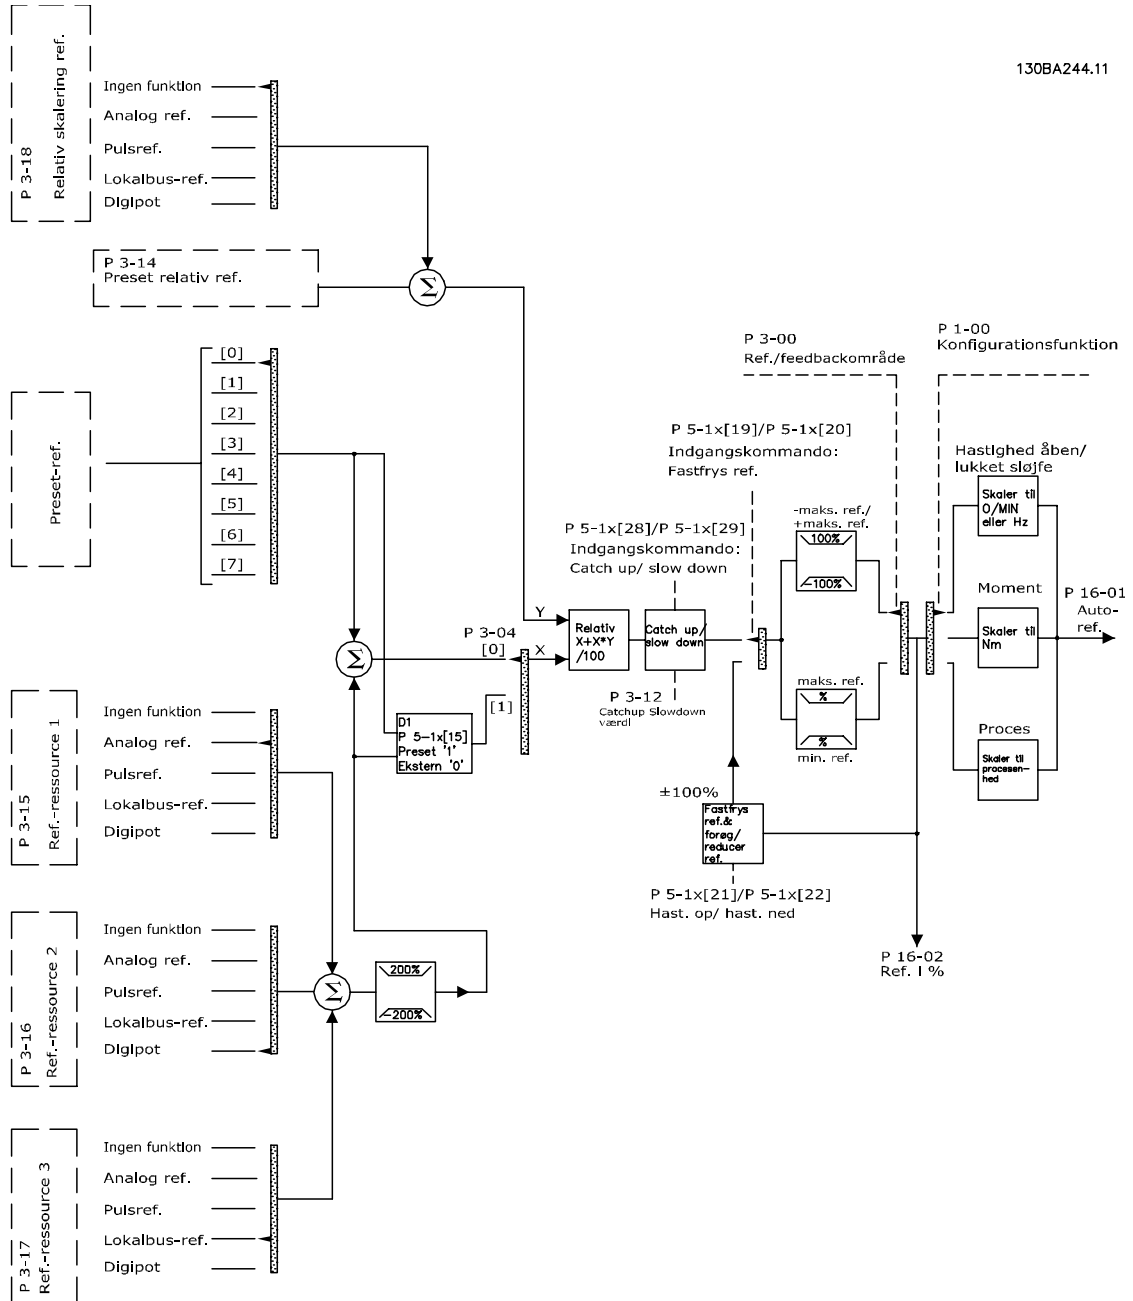 130BA244.11
P 3-18
Relativ skalering ref.
Ingen funktion
Analog ref.
Pulsref.
Lokalbus-ref.
Digipot
P 3-14
Preset relativ ref.
Σ
Preset-ref.
[0]
[1]
[2]
[3]
[4]
[5]
[6]
[7]
P 3-00
Ref./feedbackområde
P 1-00
Konfigurationsfunktion
P 5-1x[19]/P 5-1x[20]
Indgangskommando:
Fastfrys ref.
P 5-1x[28]/P 5-1x[29]
Indgangskommando:
Catch up/ slow down
-maks. ref./
+maks. ref.
100%
-100%
Hastighed åben/
lukket sløjfe
Skaler til
O/MIN
eller Hz
Moment
Skaler til
Nm
Proces
Skaler til
procesen-
hed
P 16-01
Auto-
ref.
Y
X
Relativ
X+X*Y
/100
Catch up/
slow down
P 3-12
Catchup Slowdown
værdi
P 3-04
[0]
[1]
Σ
D1
P 5-1x[15]
Preset '1'
Ekstern '0'
maks. ref.
%
%
min. ref.
±100%
Fastfrys
ref.&
forøg/
reducer
ref.
P 5-1x[21]/P 5-1x[22]
Hast. op/ hast. ned
P 16-02
Ref. I %
P 3-15
Ref.-ressource 1
Ingen funktion
Analog ref.
Pulsref.
Lokalbus-ref.
Digipot
P 3-16
Ref.-ressource 2
Ingen funktion
Analog ref.
Pulsref.
Lokalbus-ref.
Digipot
Σ
200%
-200%
P 3-17
Ref.-ressource 3
Ingen funktion
Analog ref.
Pulsref.
Lokalbus-ref.
Digipot